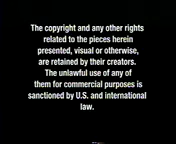 The copyright and any other rights
related to the pieces herein
presented, visual or otherwise,
are retained by their creators.
The unlawful use of any of
them for commercial purposes is
sanctioned by U.S. and international
law.